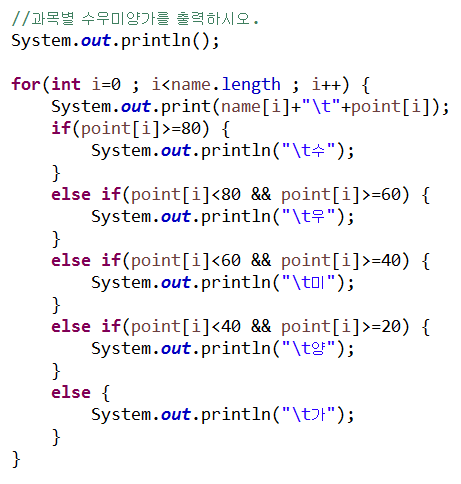 //과목별 수우미양가를 출력하시오.
System.out.println();

for(int i=0 ; i<name.length ; i++) {
    System.out.print(name[i]+"\t"+point[i]);
    if(point[i]>=80) {
        System.out.println("\t수");
    }
    else if(point[i]<80 && point[i]>=60) {
        System.out.println("\t우");
    }
    else if(point[i]<60 && point[i]>=40) {
        System.out.println("\t미");
    }
    else if(point[i]<40 && point[i]>=20) {
        System.out.println("\t양");
    }
    else {
        System.out.println("\t가");
    }
}